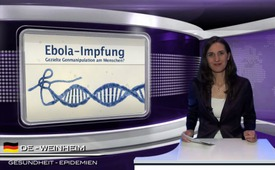 Ebola-Impfung
Gezielte Genmanipulation am Menschen?
DE - WEINHEIM
GESUNDHEIT - EPIDEMIEN